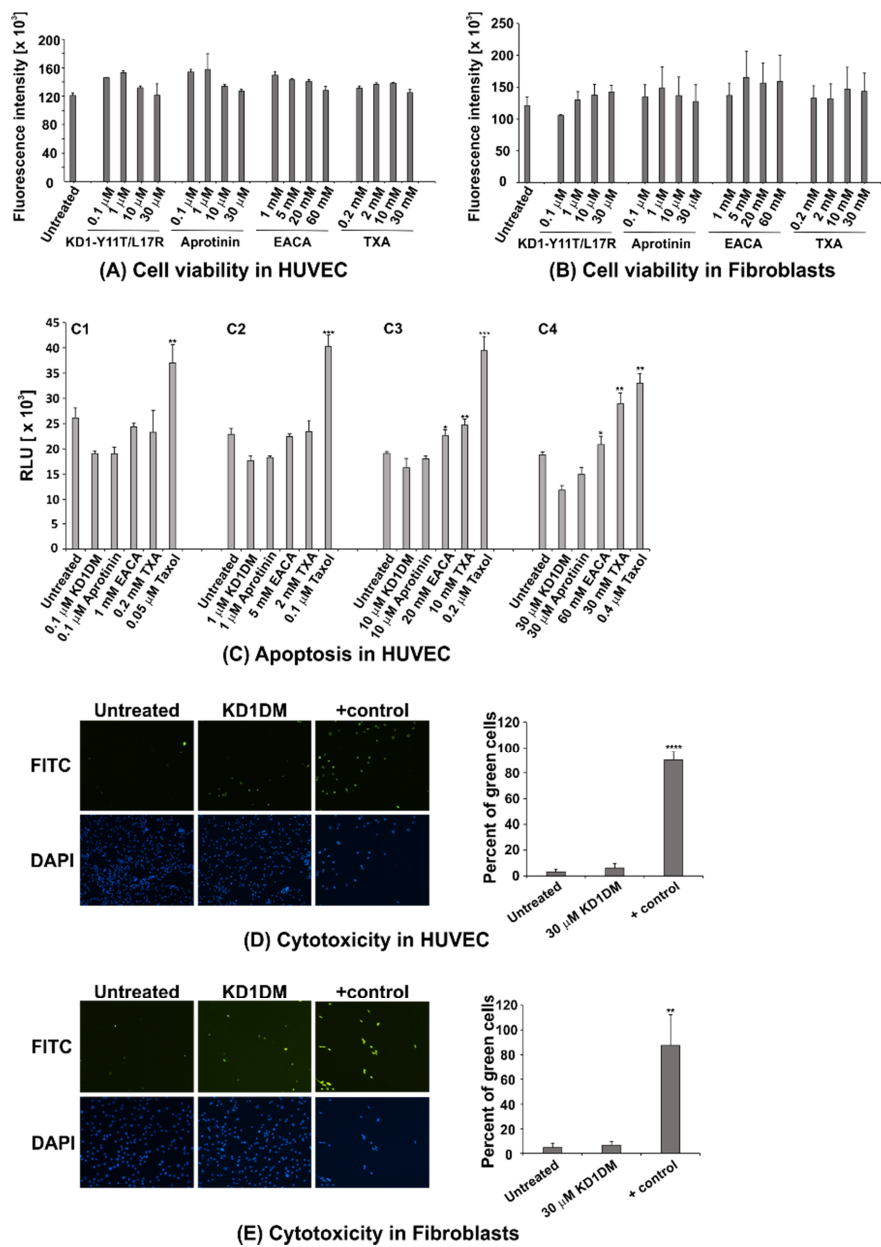 Fluorescence intensity [x 10³]
200
160
120
80
40
0
Untreated
0.1 µM
1 µM
10 µM
30 µM
0.1 µM
1 µM
10 µM
30 µM
1 mM
5 mM
20 mM
60 mM
0.2 mM
2 mM
10 mM
30 mM
KD1-Y11T/L17R
Aprotinin
EACA
TXA
(A) Cell viability in HUVEC
Fluorescence intensity [x 10³]
250
200
150
100
50
0
Untreated
0.1 µM
1 µM
10 µM
30 µM
0.1 µM
1 µM
10 µM
30 µM
1 mM
5 mM
20 mM
60 mM
0.2 mM
2 mM
10 mM
30 mM
KD1-Y11T/L17R
Aprotinin
EACA
TXA
(B) Cell viability in Fibroblasts
RLU [ x 10³]
45
40
35
30
25
20
15
10
5
0
C1
**
Untreated
0.1 µM KD1DM
0.1 µM Aprotinin
1 mM EACA
0.2 mM TXA
0.05 µM Taxol
C2
***
Untreated
1 µM KD1DM
1 µM Aprotinin
5 mM EACA
2 mM TXA
0.1 µM Taxol
C3
*
**
***
Untreated
10 µM KD1DM
10 µM Aprotinin
20 mM EACA
10 mM TXA
0.2 µM Taxol
C4
*
**
**
Untreated
30 µM KD1DM
30 µM Aprotinin
60 mM EACA
30 mM TXA
0.4 µM Taxol
(C) Apoptosis in HUVEC
Untreated KD1DM +control
FITC
DAPI
Percent of green cells
120
100
80
60
40
20
0
****
Untreated
30 µM KD1DM
+ control
(D) Cytotoxicity in HUVEC
Untreated KD1DM +control
FITC
DAPI
Percent of green cells
120
100
80
60
40
20
0
**
Untreated
30 µM KD1DM
+ control
(E) Cytotoxicity in Fibroblasts